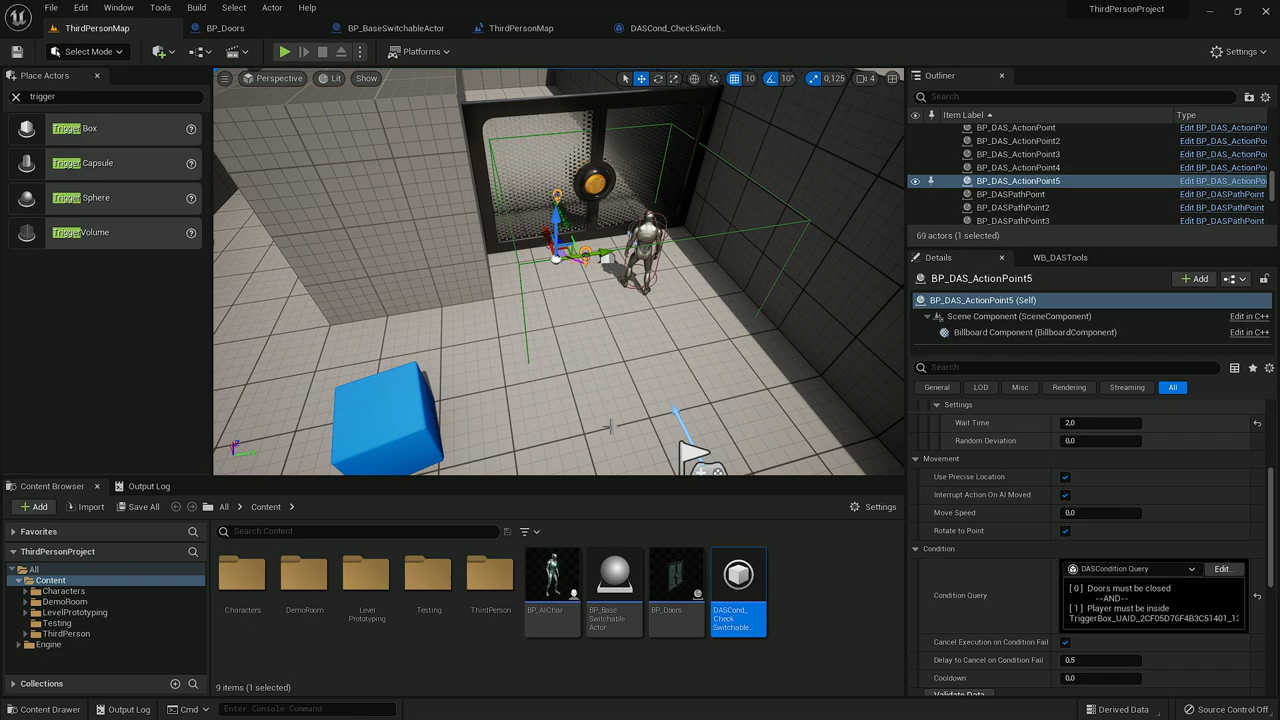 File Edit Window Tools Build Select Actor Help
ThirdPersonProject
ThirdPersonMap
BP_Doors
BP_BaseSwitchableActor
ThirdPersonMap
DASCond_CheckSwitch...
Select Mode
Platforms
Settings
Place Actors
trigger
Trigger Box
Trigger Capsule
Trigger Sphere
Trigger Volume
Perspective
Lit
Show
10
10°
0,125
4
Outliner
Search...
Item Label
Type
BP_DAS_ActionPoint Edit BP_DAS_ActionPoi
BP_DAS_ActionPoint2 Edit BP_DAS_ActionPoi
BP_DAS_ActionPoint3 Edit BP_DAS_ActionPoi
BP_DAS_ActionPoint4 Edit BP_DAS_ActionPoi
BP_DAS_ActionPoint5 Edit BP_DAS_ActionPoi
BP_DASPathPoint Edit BP_DASPathPoint
BP_DASPathPoint2 Edit BP_DASPathPoint
BP_DASPathPoint3 Edit BP_DASPathPoint
69 actors (1 selected)
Details
WB_DASTools
BP_DAS_ActionPoint5
Add
BP_DAS_ActionPoint5 (Self)
Scene Component (SceneComponent) Edit in C++
Billboard Component (BillboardComponent) Edit in C++
Search
General
LOD
Misc
Rendering
Streaming
All
Settings
Wait Time 2,0
Random Deviation 0,0
Movement
Use Precise Location
Interrupt Action On AI Moved
Move Speed 0,0
Rotate to Point
Condition
DASCondition Query
Edit...
Condition Query
[ 0 ] Doors must be closed
--AND--
[ 1 ] Player must be inside
TriggerBox_UAID_2CF05D76F4B3C51401_13
Cancel Execution on Condition Fail
Delay to Cancel on Condition Fail 0,5
Cooldown 0,0
Validate Data
Content Browser
Output Log
Add
Import
Save All
All
Content
Settings
Favorites
ThirdPersonProject
All
Content
Characters
DemoRoom
LevelPrototyping
Testing
ThirdPerson
Engine
Collections
Search Content
Characters
DemoRoom
Level
Prototyping
Testing
ThirdPerson
BP_AIChar
BP_Base
Switchable
Actor
BP_Doors
DASCond_
Check
Switchable...
9 items (1 selected)
Content Drawer
Output Log
Cmd
Enter Console Command
Derived Data
Source Control Off